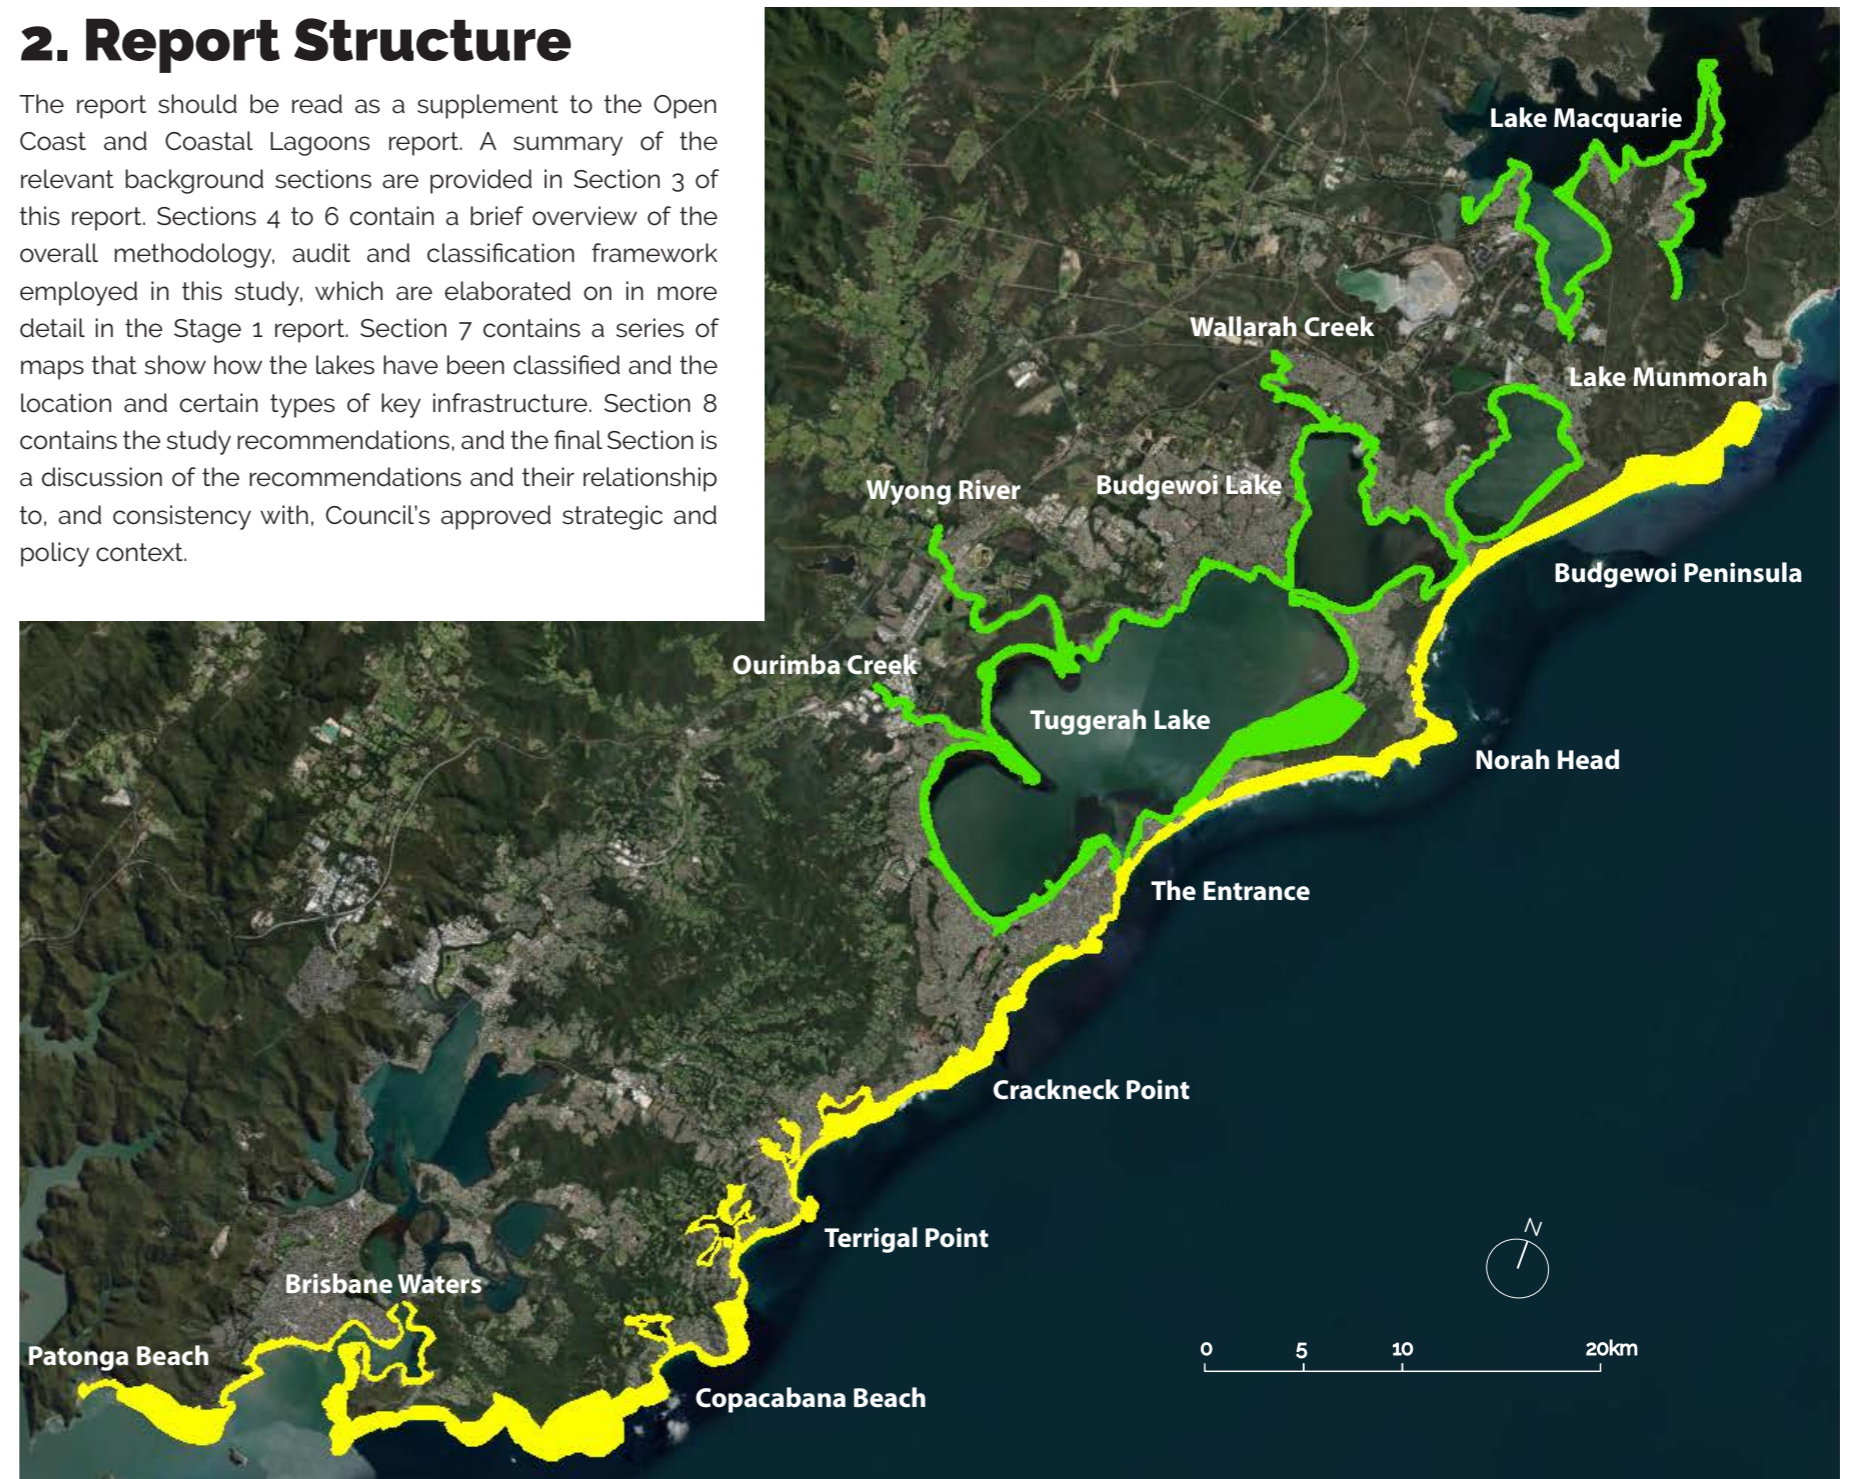 2. Report Structure
The report should be read as a supplement to the Open
Coast and Coastal Lagoons report. A summary of the
relevant background sections are provided in Section 3 of
this report. Sections 4 to 6 contain a brief overview of the
overall methodology, audit and classification framework
employed in this study, which are elaborated on in more
detail in the Stage 1 report. Section 7 contains a series of
maps that show how the lakes have been classified and the
location and certain types of key infrastructure. Section 8
contains the study recommendations, and the final Section is
a discussion of the recommendations and their relationship
to, and consistency with, Council's approved strategic and
policy context.
Lake Macquarie
Wallarah Creek
Lake Munmorah
Budgewoi Lake
Wyong River
Budgewoi Peninsula
Ourimba Creek
Tuggerah Lake
Norah Head
The Entrance
Crackneck Point
Terrigal Point
Brisbane Waters
Patonga Beach
Copacabana Beach
N
0 5 10 20km